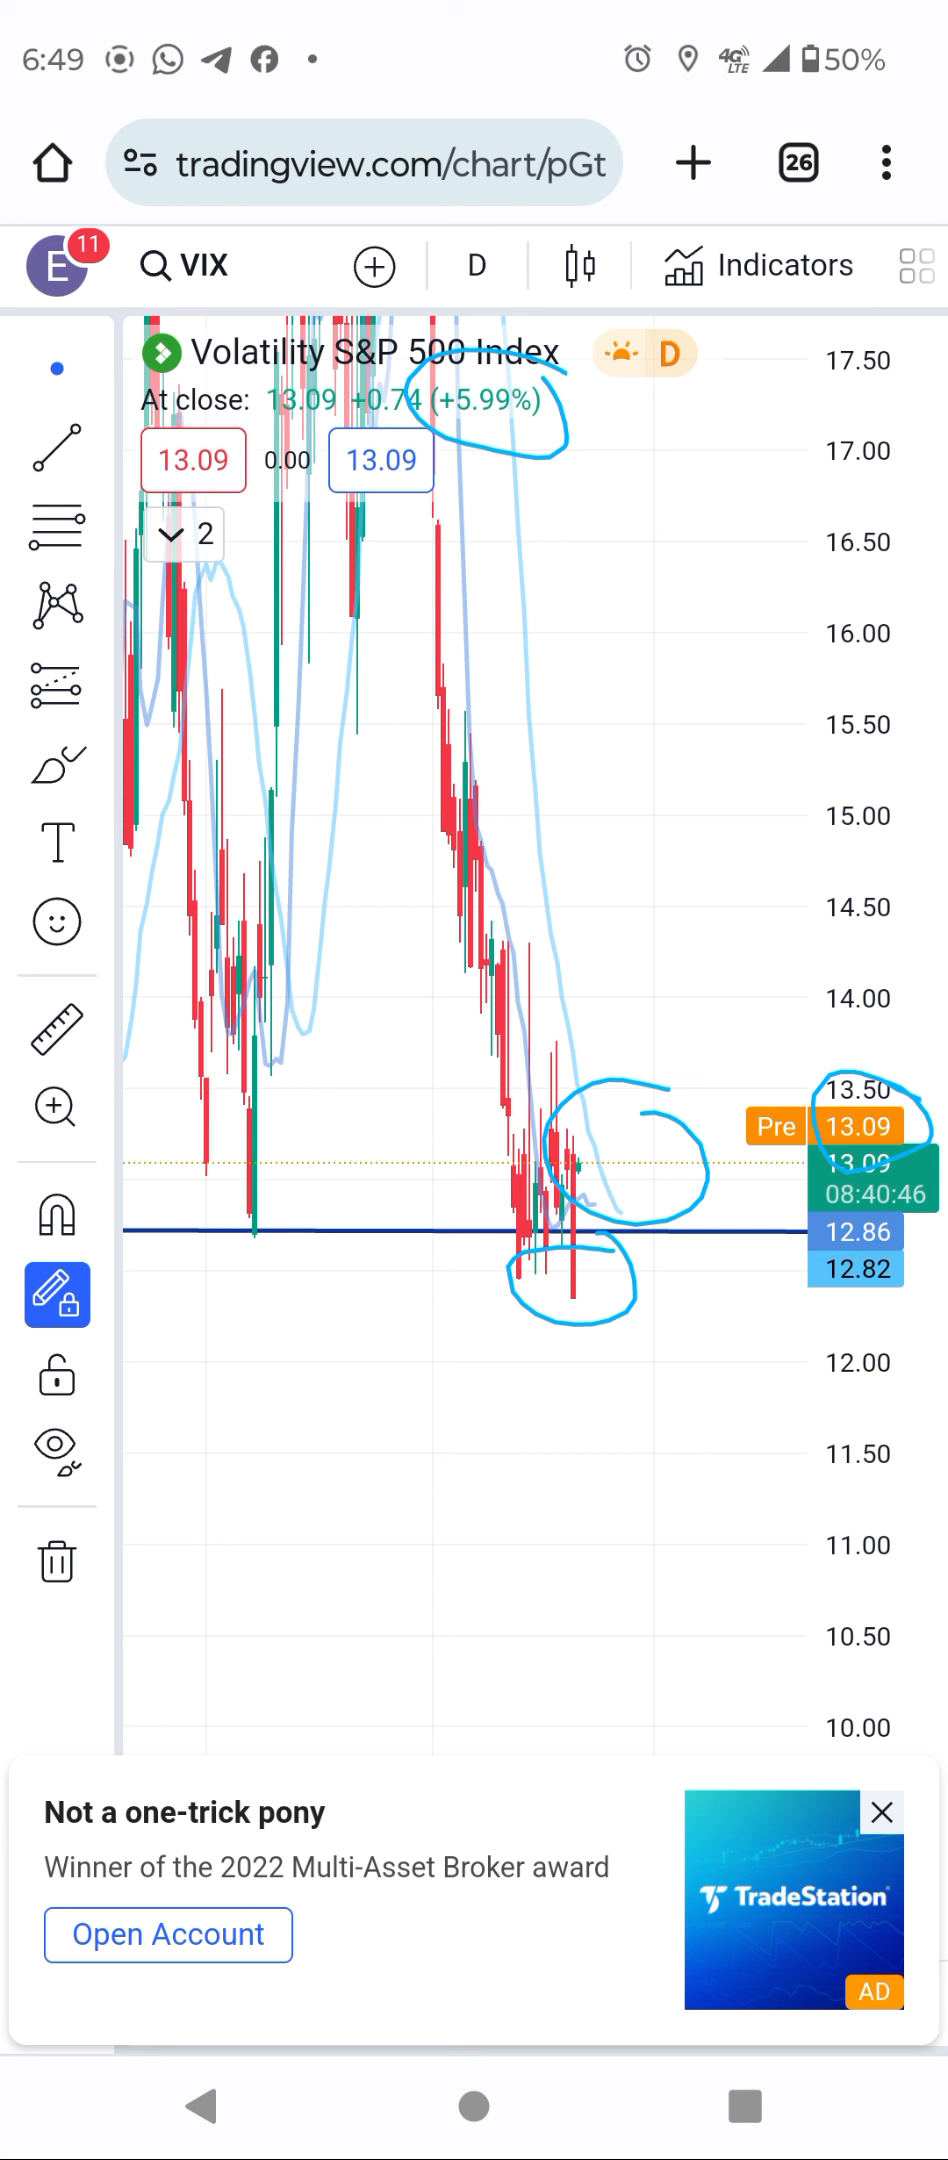 6:49
4G LTE
50%
tradingview.com/chart/pGt
26
E
11
VIX
D
Indicators
Volatility S&P 500 Index
D
At close: 13.09 +0.74 (+5.99%)
13.09
0.00
13.09
2
17.50
17.00
16.50
16.00
15.50
15.00
14.50
14.00
13.50
Pre 13.09
13.09
08:40:46
12.86
12.82
12.00
11.50
11.00
10.50
10.00
Not a one-trick pony
Winner of the 2022 Multi-Asset Broker award
Open Account
TradeStation
AD